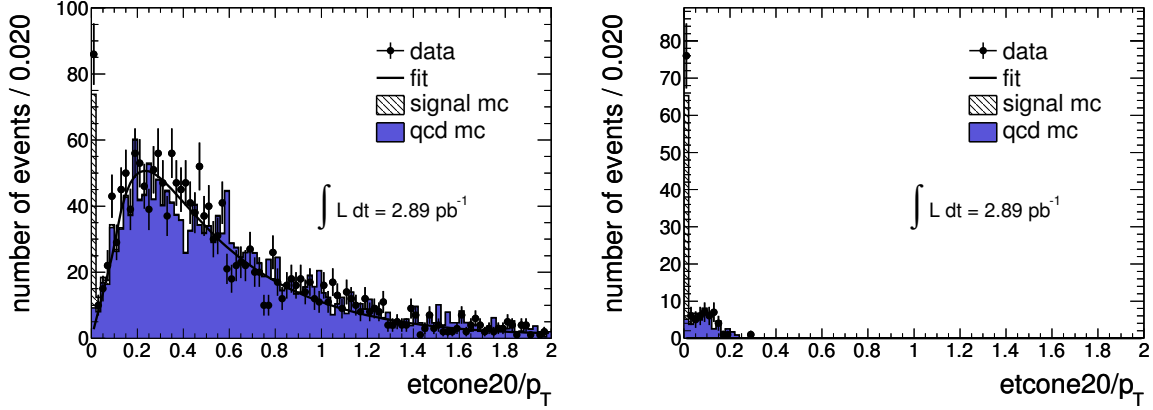 number of events / 0.020
100
80
60
40
20
0
data
fit
signal mc
qcd mc
∫ L dt = 2.89 pb⁻¹
0 0.2 0.4 0.6 0.8 1 1.2 1.4 1.6 1.8 2
etcone20/p_T
number of events / 0.020
80
70
60
50
40
30
20
10
0
data
fit
signal mc
qcd mc
∫ L dt = 2.89 pb⁻¹
0 0.2 0.4 0.6 0.8 1 1.2 1.4 1.6 1.8 2
etcone20/p_T